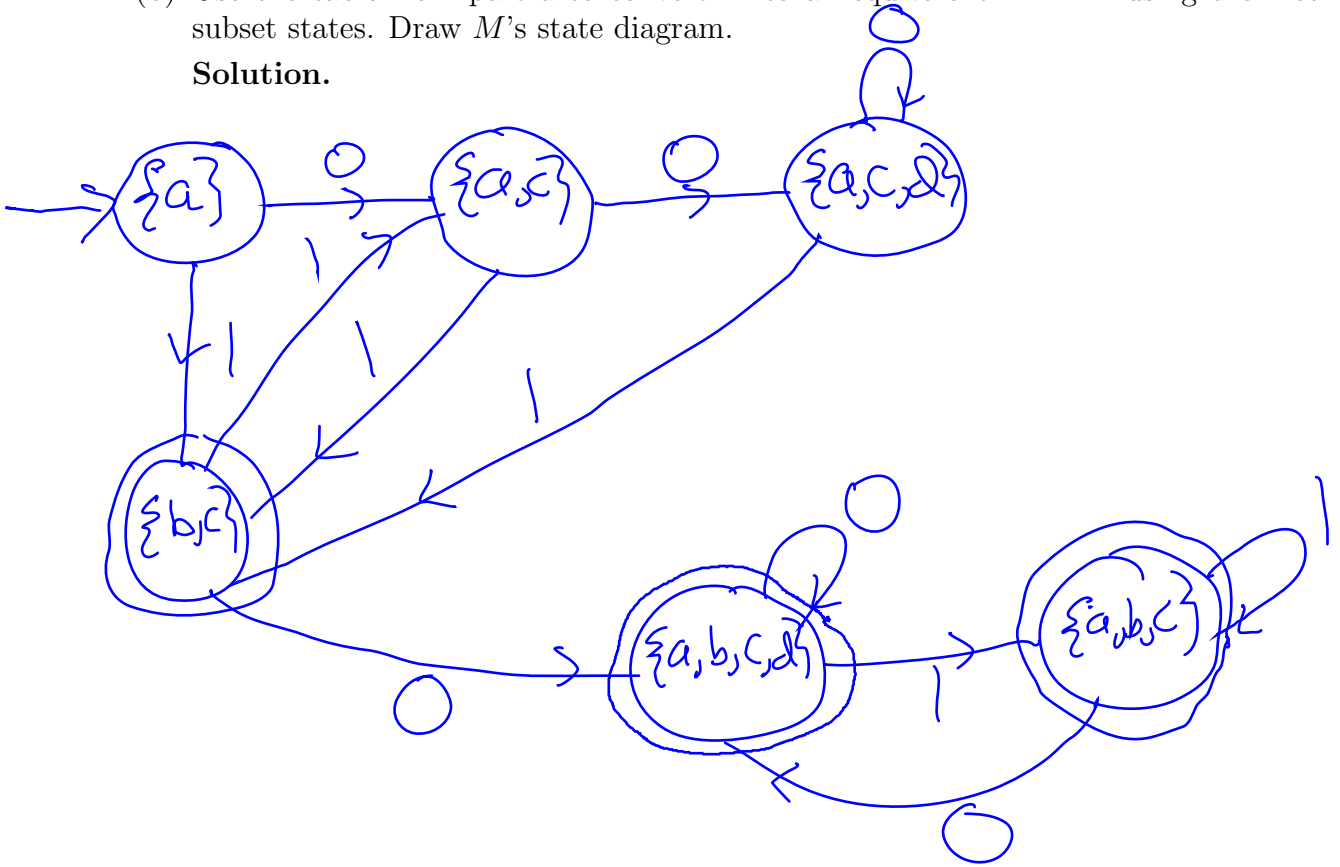 subset states. Draw M's state diagram.
Solution.
0
0
0
{a}
{a,c}
{a,c,d}
1
1
1
1
{b,c}
0
1
{a,b,c,d}
{a,b,c}
0
1
0